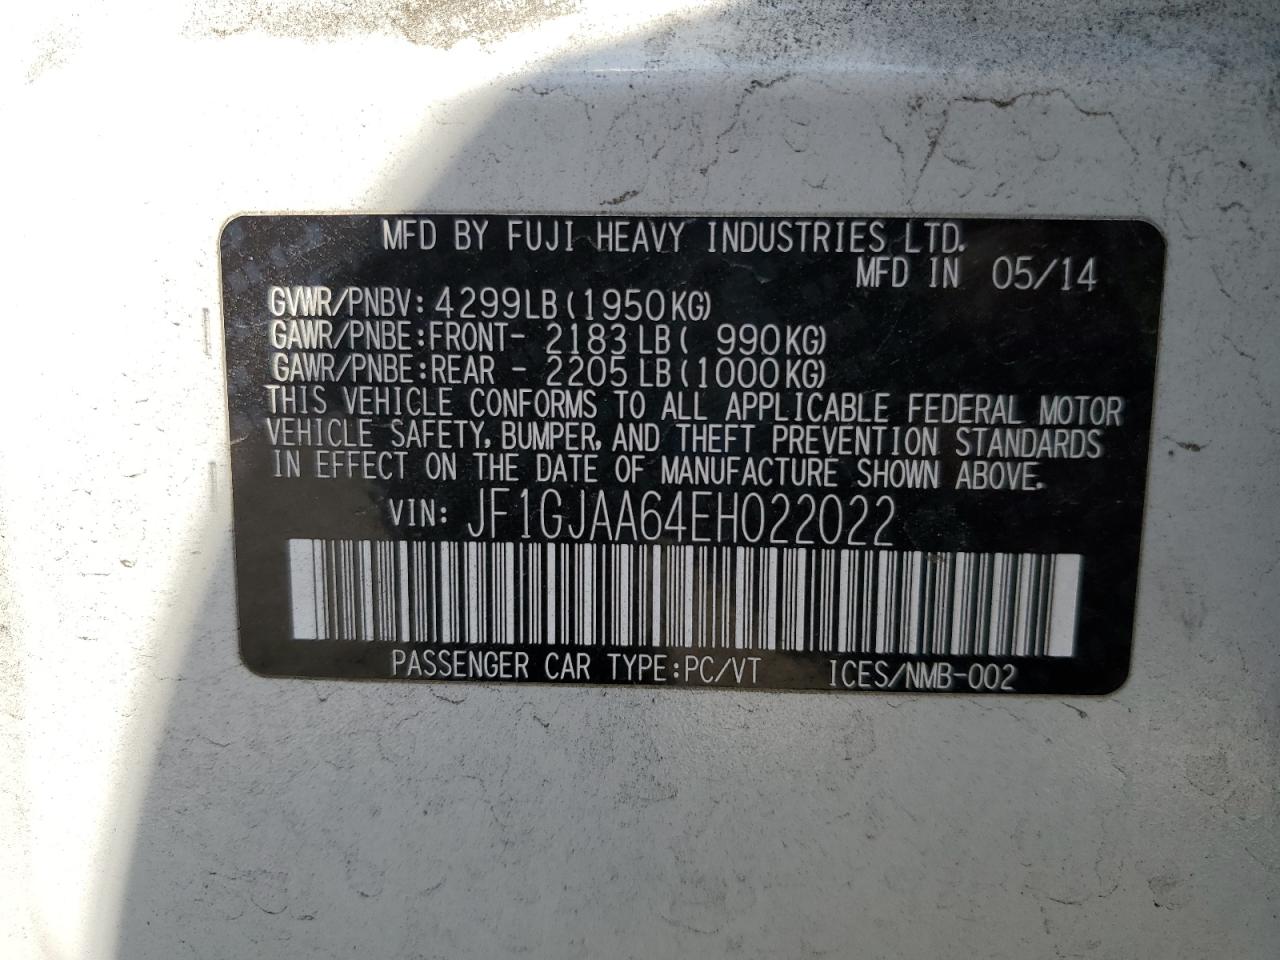 MFD BY FUJI HEAVY INDUSTRIES LTD.
MFD IN 05/14
GVWR/PNBV: 4299LB (1950KG)
GAWR/PNBE: FRONT- 2183 LB ( 990KG)
GAWR/PNBE: REAR - 2205 LB (1000KG)
THIS VEHICLE CONFORMS TO ALL APPLICABLE FEDERAL MOTOR
VEHICLE SAFETY, BUMPER, AND THEFT PREVENTION STANDARDS
IN EFFECT ON THE DATE OF MANUFACTURE SHOWN ABOVE.
VIN: JF1GJAA64EH022022
PASSENGER CAR TYPE:PC/VT ICES/NMB-002